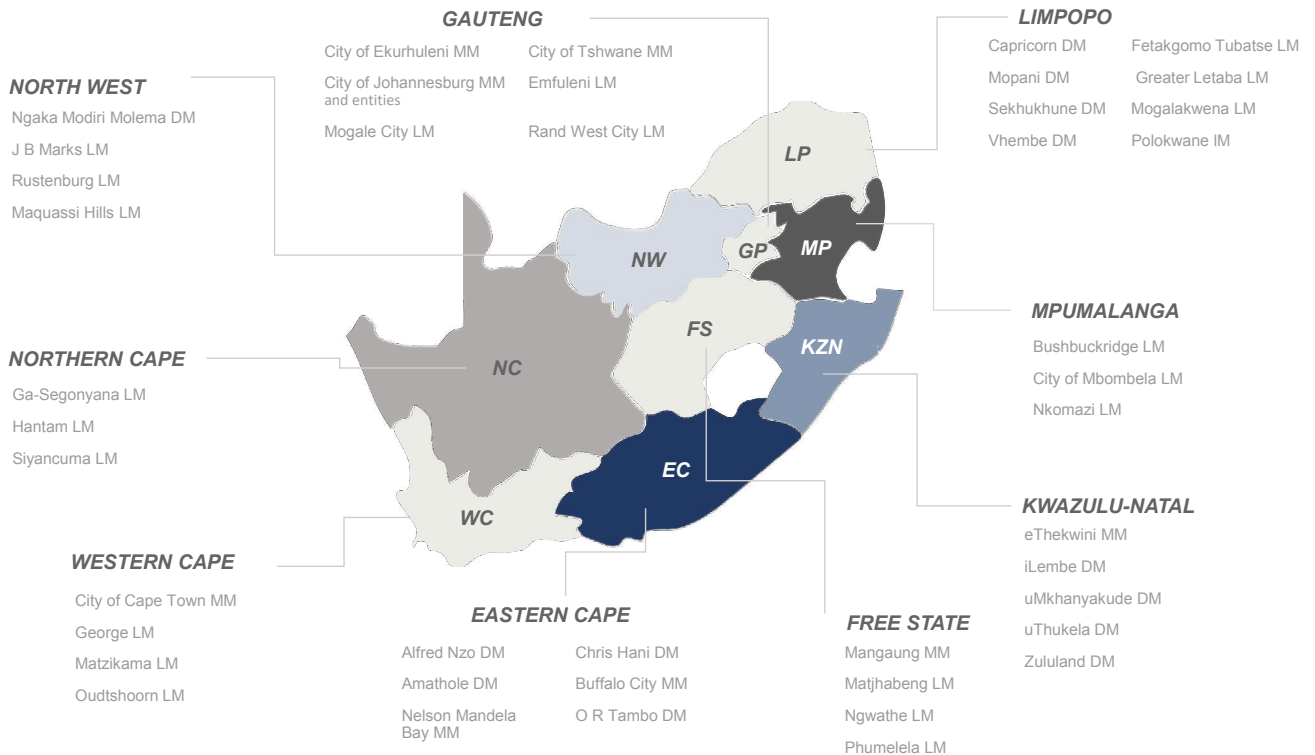 GAUTENG
City of Ekurhuleni MM
City of Tshwane MM
City of Johannesburg MM
and entities
Emfuleni LM
Mogale City LM
Rand West City LM
LIMPOPO
Capricorn DM
Fetakgomo Tubatse LM
Mopani DM
Greater Letaba LM
Sekhukhune DM
Mogalakwena LM
Vhembe DM
Polokwane lM
NORTH WEST
Ngaka Modiri Molema DM
J B Marks LM
Rustenburg LM
Maquassi Hills LM
LP
NW
GP
MP
FS
KZN
NC
EC
WC
MPUMALANGA
Bushbuckridge LM
City of Mbombela LM
Nkomazi LM
NORTHERN CAPE
Ga-Segonyana LM
Hantam LM
Siyancuma LM
KWAZULU-NATAL
eThekwini MM
iLembe DM
uMkhanyakude DM
uThukela DM
Zululand DM
WESTERN CAPE
City of Cape Town MM
George LM
Matzikama LM
Oudtshoorn LM
EASTERN CAPE
Alfred Nzo DM
Chris Hani DM
Amathole DM
Buffalo City MM
Nelson Mandela
Bay MM
O R Tambo DM
FREE STATE
Mangaung MM
Matjhabeng LM
Ngwathe LM
Phumelela LM